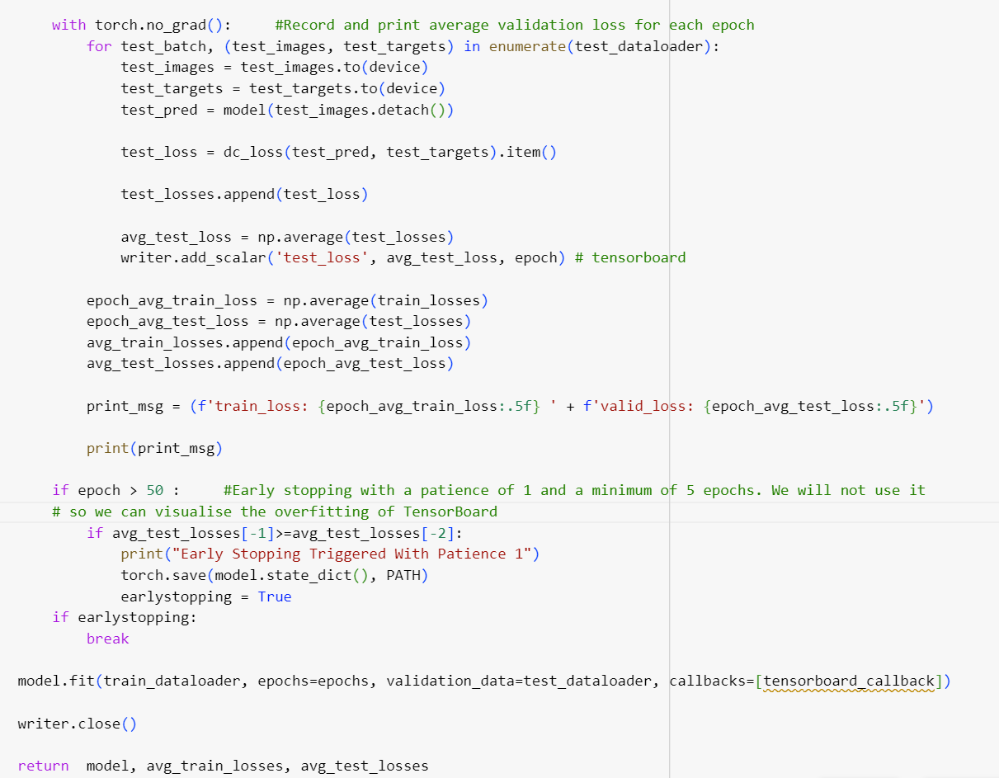 with torch.no_grad():     #Record and print average validation loss for each epoch
for test_batch, (test_images, test_targets) in enumerate(test_dataloader):
test_images = test_images.to(device)
test_targets = test_targets.to(device)
test_pred = model(test_images.detach())
test_loss = dc_loss(test_pred, test_targets).item()
test_losses.append(test_loss)
avg_test_loss = np.average(test_losses)
writer.add_scalar('test_loss', avg_test_loss, epoch) # tensorboard
epoch_avg_train_loss = np.average(train_losses)
epoch_avg_test_loss = np.average(test_losses)
avg_train_losses.append(epoch_avg_train_loss)
avg_test_losses.append(epoch_avg_test_loss)
print_msg = (f'train_loss: {epoch_avg_train_loss:.5f} ' + f'valid_loss: {epoch_avg_test_loss:.5f}')
print(print_msg)
if epoch > 50 :     #Early stopping with a patience of 1 and a minimum of 5 epochs. We will not use it
# so we can visualise the overfitting of TensorBoard
if avg_test_losses[-1]>=avg_test_losses[-2]:
print("Early Stopping Triggered With Patience 1")
torch.save(model.state_dict(), PATH)
earlystopping = True
if earlystopping:
break
model.fit(train_dataloader, epochs=epochs, validation_data=test_dataloader, callbacks=[tensorboard_callback])
writer.close()
return  model, avg_train_losses, avg_test_losses